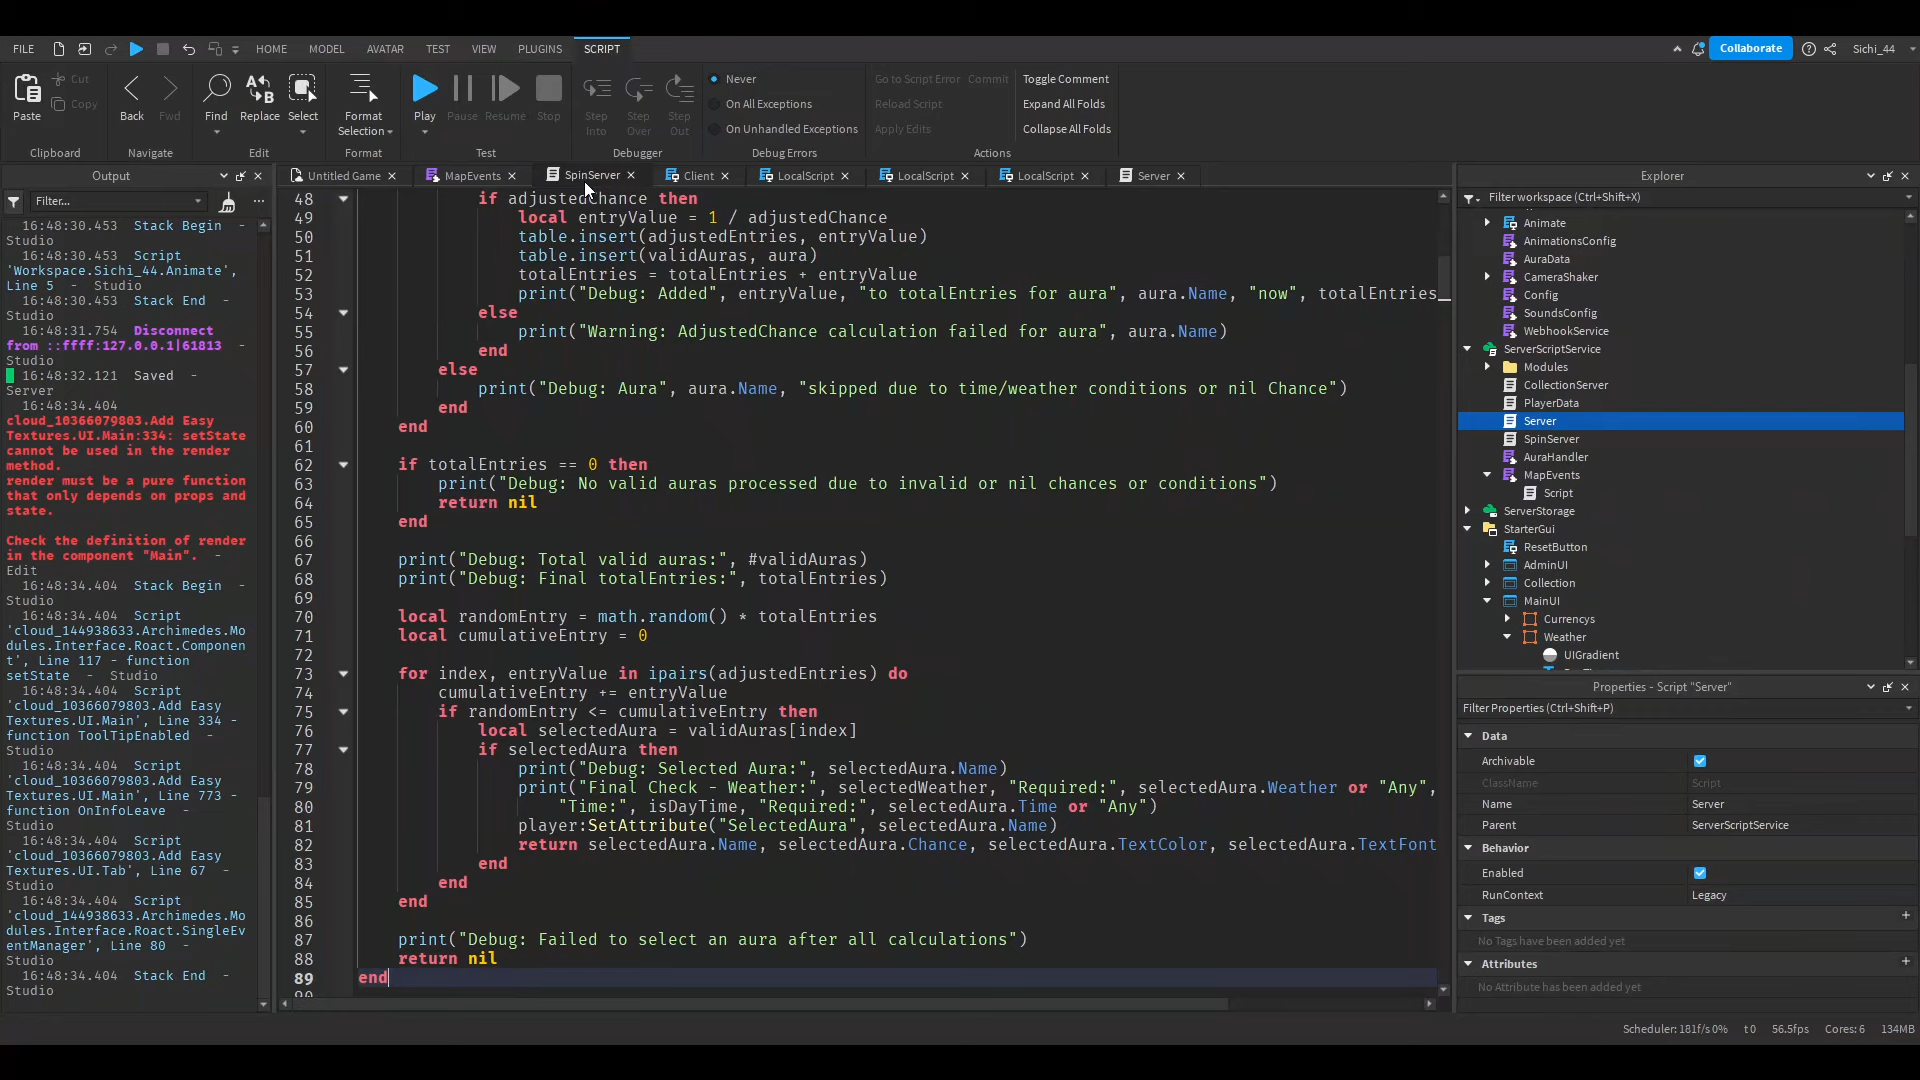 FILE HOME MODEL AVATAR TEST VIEW PLUGINS SCRIPT Collaborate Sichi_44
Paste Cut Copy Back Fwd Find Replace Select Format Selection Play Pause Resume Stop Step Into Step Over Step Out
Never
On All Exceptions
On Unhandled Exceptions
Go to Script Error Commit
Reload Script
Apply Edits
Toggle Comment
Expand All Folds
Collapse All Folds
Clipboard Navigate Edit Format Test Debugger Debug Errors Actions
Output
Filter...
16:48:30.453 Stack Begin -
Studio
16:48:30.453 Script
'Workspace.Sichi_44.Animate',
Line 5 - Studio
16:48:30.453 Stack End -
Studio
16:48:31.754 Disconnect
from ::ffff:127.0.0.1|61813 -
Studio
16:48:32.121 Saved -
Server
16:48:34.404
cloud_10366079803.Add Easy
Textures.UI.Main:334: setState
cannot be used in the render
method.
render must be a pure function
that only depends on props and
state.
Check the definition of render
in the component "Main". -
Edit
16:48:34.404 Stack Begin -
Studio
16:48:34.404 Script
'cloud_144938633.Archimedes.Mo
dules.Interface.Roact.Componen
t', Line 117 - function
setState - Studio
16:48:34.404 Script
'cloud_10366079803.Add Easy
Textures.UI.Main', Line 334 -
function ToolTipEnabled -
Studio
16:48:34.404 Script
'cloud_10366079803.Add Easy
Textures.UI.Main', Line 773 -
function OnInfoLeave -
Studio
16:48:34.404 Script
'cloud_10366079803.Add Easy
Textures.UI.Tab', Line 67 -
Studio
16:48:34.404 Script
'cloud_144938633.Archimedes.Mo
dules.Interface.Roact.SingleEv
entManager', Line 80 -
Studio
16:48:34.404 Stack End -
Studio
Untitled Game MapEvents SpinServer Client LocalScript LocalScript LocalScript Server
48 if adjustedChance then
49 local entryValue = 1 / adjustedChance
50 table.insert(adjustedEntries, entryValue)
51 table.insert(validAuras, aura)
52 totalEntries = totalEntries + entryValue
53 print("Debug: Added", entryValue, "to totalEntries for aura", aura.Name, "now", totalEntries
54 else
55 print("Warning: AdjustedChance calculation failed for aura", aura.Name)
56 end
57 else
58 print("Debug: Aura", aura.Name, "skipped due to time/weather conditions or nil Chance")
59 end
60 end
61
62 if totalEntries == 0 then
63 print("Debug: No valid auras processed due to invalid or nil chances or conditions")
64 return nil
65 end
66
67 print("Debug: Total valid auras:", #validAuras)
68 print("Debug: Final totalEntries:", totalEntries)
69
70 local randomEntry = math.random() * totalEntries
71 local cumulativeEntry = 0
72
73 for index, entryValue in ipairs(adjustedEntries) do
74 cumulativeEntry += entryValue
75 if randomEntry <= cumulativeEntry then
76 local selectedAura = validAuras[index]
77 if selectedAura then
78 print("Debug: Selected Aura:", selectedAura.Name)
79 print("Final Check - Weather:", selectedWeather, "Required:", selectedAura.Weather or "Any",
80 "Time:", isDayTime, "Required:", selectedAura.Time or "Any")
81 player:SetAttribute("SelectedAura", selectedAura.Name)
82 return selectedAura.Name, selectedAura.Chance, selectedAura.TextColor, selectedAura.TextFont
83 end
84 end
85 end
86
87 print("Debug: Failed to select an aura after all calculations")
88 return nil
89 end
90
Explorer
Filter workspace (Ctrl+Shift+X)
Animate
AnimationsConfig
AuraData
CameraShaker
Config
SoundsConfig
WebhookService
ServerScriptService
Modules
CollectionServer
PlayerData
Server
SpinServer
AuraHandler
MapEvents
Script
ServerStorage
StarterGui
ResetButton
AdminUI
Collection
MainUI
Currencys
Weather
UIGradient
Properties - Script "Server"
Filter Properties (Ctrl+Shift+P)
Data
Archivable
ClassName Script
Name Server
Parent ServerScriptService
Behavior
Enabled
RunContext Legacy
Tags
No Tags have been added yet
Attributes
No Attribute has been added yet
Scheduler: 181f/s 0% t 0 56.5fps Cores: 6 134MB